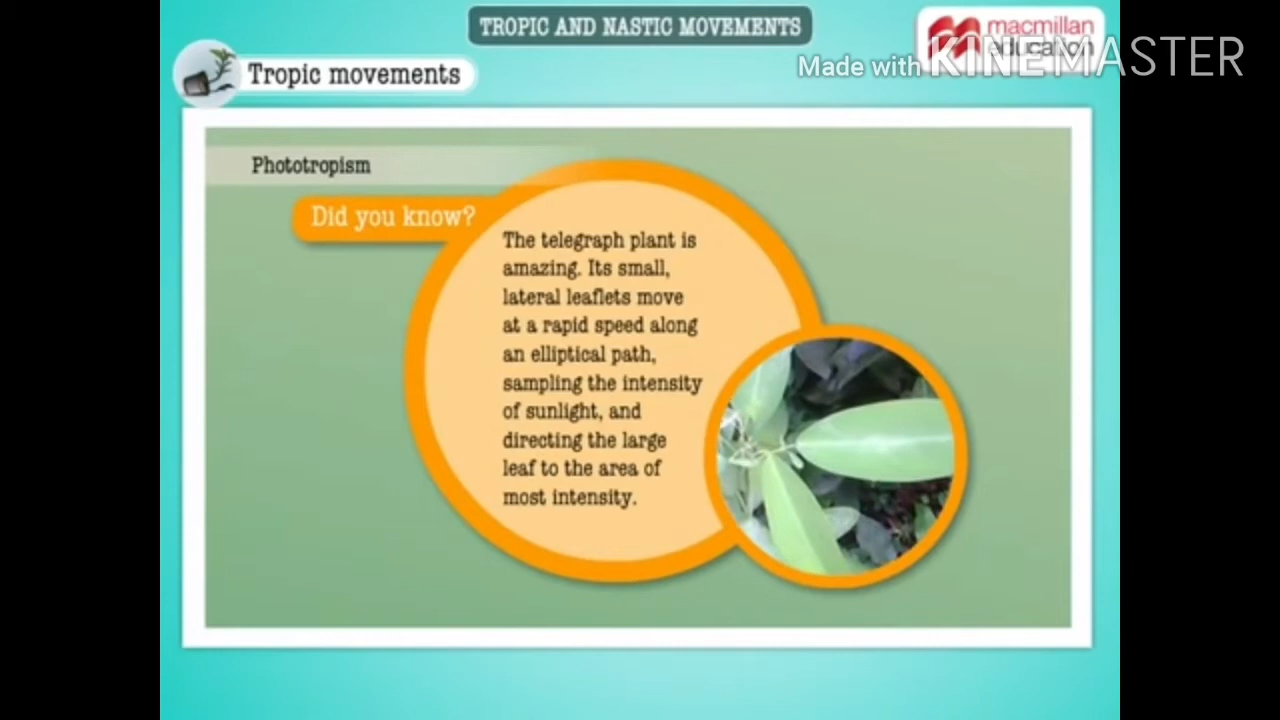 TROPIC AND NASTIC MOVEMENTS
macmillan
education
Made with KINEMASTER
Tropic movements
Phototropism
Did you know?
The telegraph plant is
amazing. Its small,
lateral leaflets move
at a rapid speed along
an elliptical path,
sampling the intensity
of sunlight, and
directing the large
leaf to the area of
most intensity.